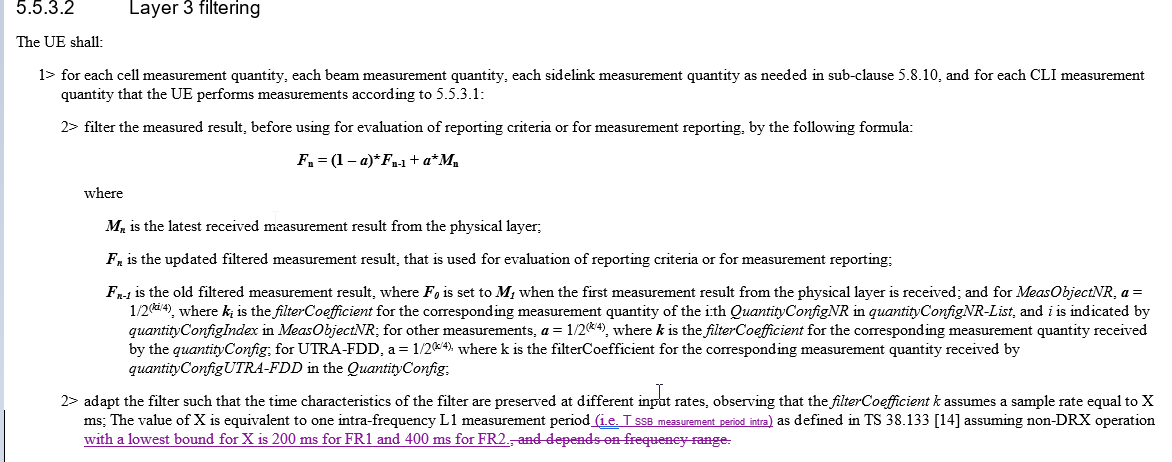 5.5.3.2 Layer 3 filtering
The UE shall:
1> for each cell measurement quantity, each beam measurement quantity, each sidelink measurement quantity as needed in sub-clause 5.8.10, and for each CLI measurement
quantity that the UE performs measurements according to 5.5.3.1:
2> filter the measured result, before using for evaluation of reporting criteria or for measurement reporting, by the following formula:
Fn = (1 – a)*Fn-1 + a*Mn
where
Mn is the latest received measurement result from the physical layer;
Fn is the updated filtered measurement result, that is used for evaluation of reporting criteria or for measurement reporting;
Fn-1 is the old filtered measurement result, where F0 is set to M1 when the first measurement result from the physical layer is received; and for MeasObjectNR, a =
1/2(ki/4), where ki is the filterCoefficient for the corresponding measurement quantity of the i:th QuantityConfigNR in quantityConfigNR-List, and i is indicated by
quantityConfigIndex in MeasObjectNR; for other measurements, a = 1/2(k/4), where k is the filterCoefficient for the corresponding measurement quantity received
by the quantityConfig; for UTRA-FDD, a = 1/2(k/4), where k is the filterCoefficient for the corresponding measurement quantity received by
quantityConfigUTRA-FDD in the QuantityConfig;
2> adapt the filter such that the time characteristics of the filter are preserved at different input rates, observing that the filterCoefficient k assumes a sample rate equal to X
ms; The value of X is equivalent to one intra-frequency L1 measurement period (i.e. T SSB_measurement_period_intra) as defined in TS 38.133 [14] assuming non-DRX operation
with a lowest bound for X is 200 ms for FR1 and 400 ms for FR2., and depends on frequency range.